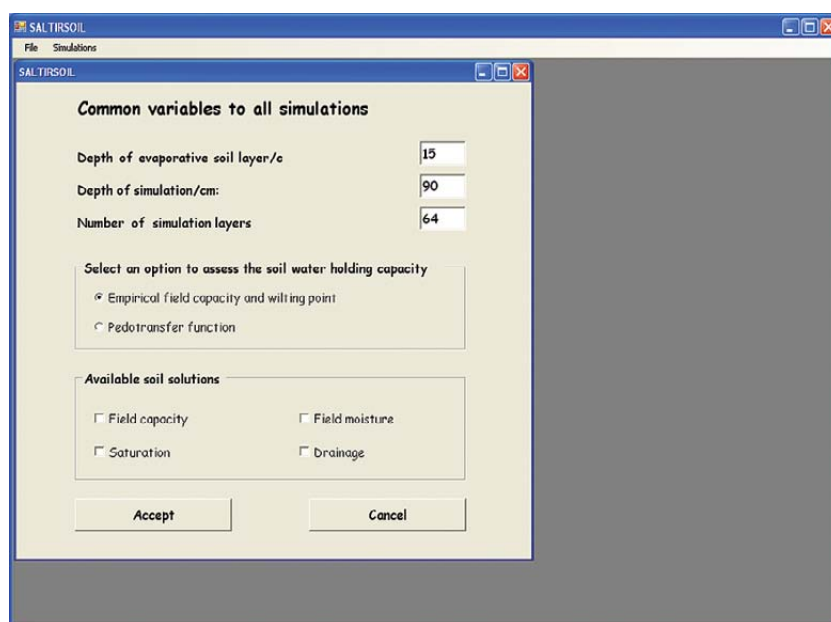 SALTIRSOIL
File Simulations
SALTIRSOIL
Common variables to all simulations
Depth of evaporative soil layer/c 15
Depth of simulation/cm: 90
Number of simulation layers 64
Select an option to assess the soil water holding capacity
Empirical field capacity and wilting point
Pedotransfer function
Available soil solutions
Field capacity Field moisture
Saturation Drainage
Accept Cancel